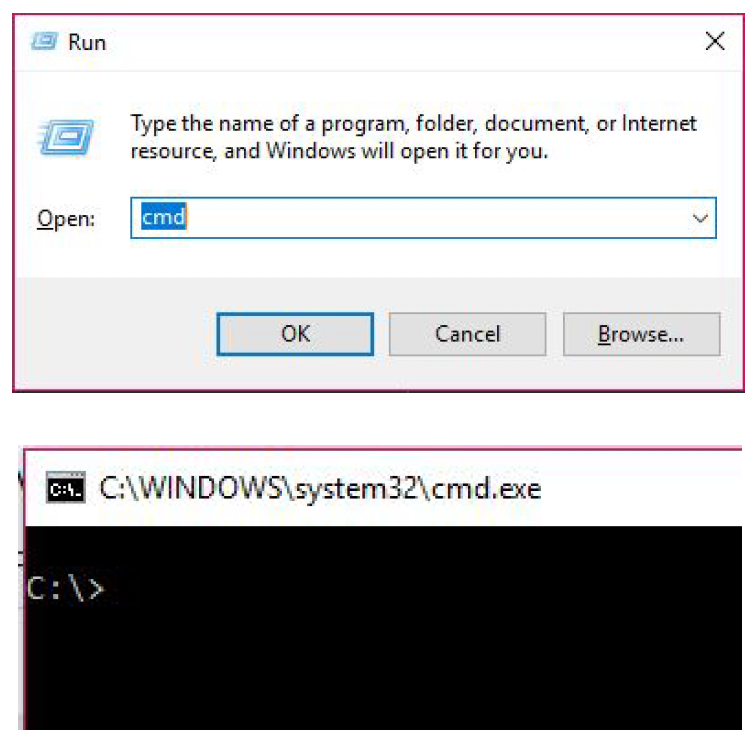 Run
Type the name of a program, folder, document, or Internet
resource, and Windows will open it for you.
Open:
cmd
OK
Cancel
Browse...
C:\WINDOWS\system32\cmd.exe
C:\>